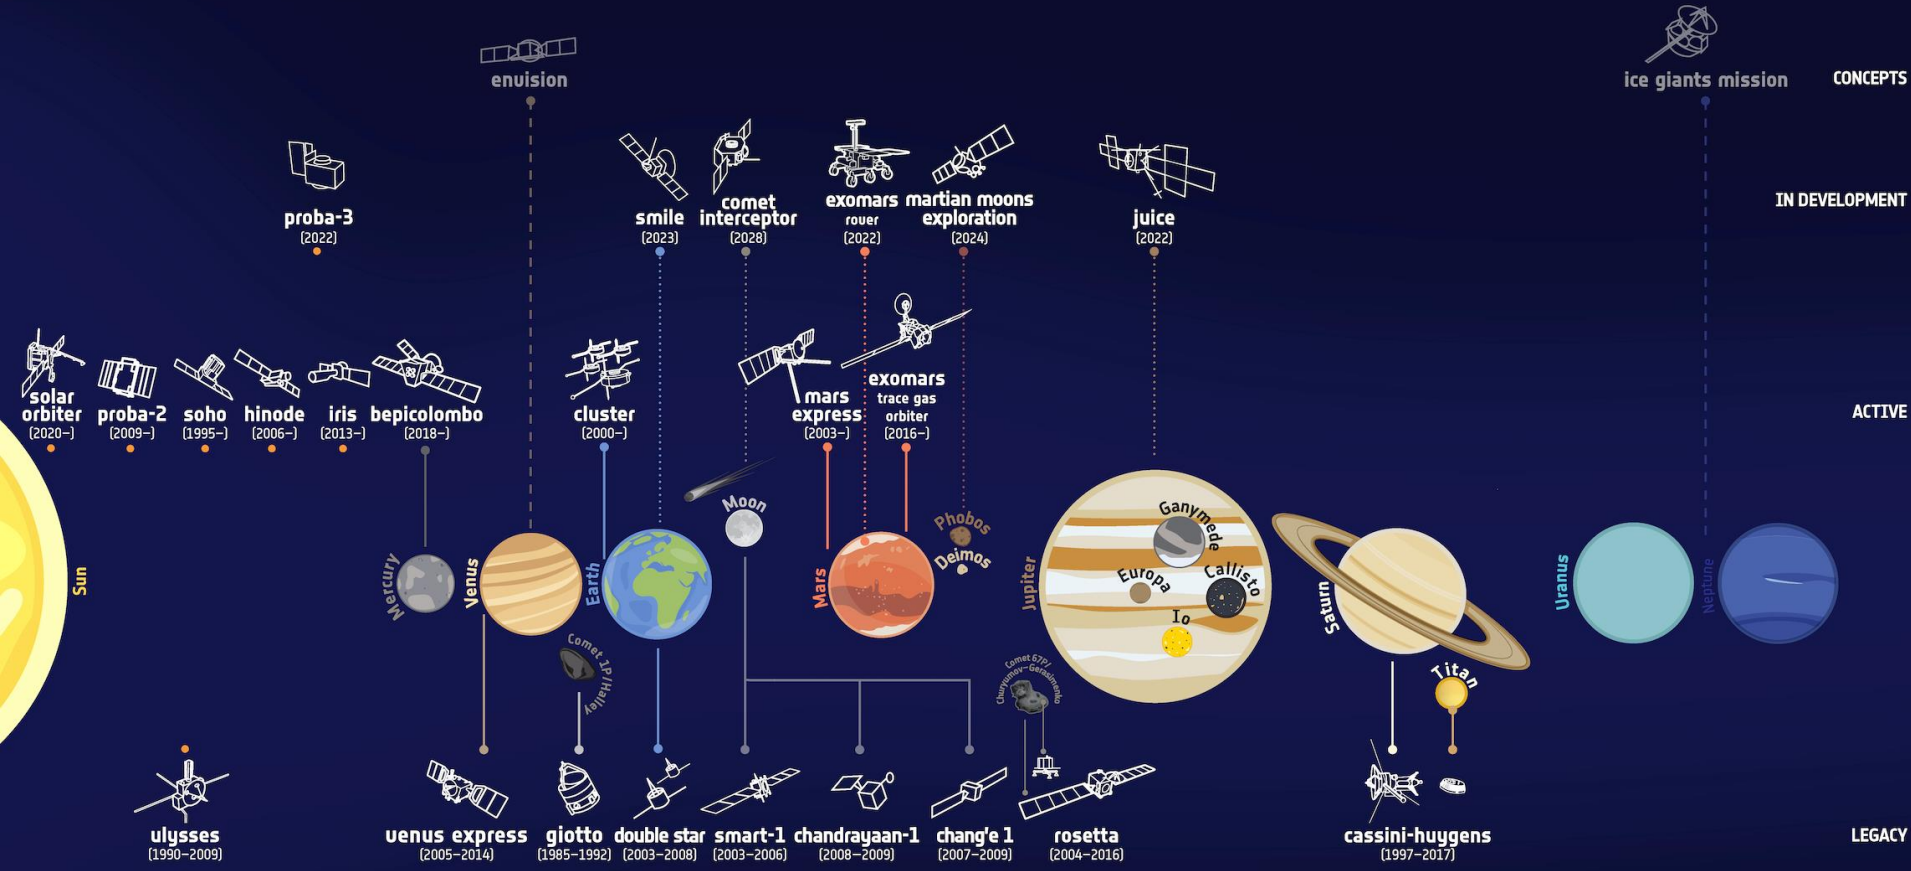 envision
ice giants mission
CONCEPTS
proba-3
(2022)
smile
(2023)
comet
interceptor
(2028)
exomars
rover
(2022)
martian moons
exploration
(2024)
juice
(2022)
IN DEVELOPMENT
solar
orbiter
(2020–)
proba-2
(2009–)
soho
(1995–)
hinode
(2006–)
iris
(2013–)
bepicolombo
(2018–)
cluster
(2000–)
mars
express
(2003–)
exomars
trace gas
orbiter
(2016–)
ACTIVE
Sun
Mercury
Venus
Earth
Moon
Mars
Phobos
Deimos
Jupiter
Ganymede
Europa
Callisto
Io
Saturn
Titan
Uranus
Neptune
Comet 1P/Halley
Comet 67P/
Churyumov-Gerasimenko
ulysses
(1990–2009)
venus express
(2005–2014)
giotto
(1985–1992)
double star
(2003–2008)
smart-1
(2003–2006)
chandrayaan-1
(2008–2009)
chang'e 1
(2007–2009)
rosetta
(2004–2016)
cassini-huygens
(1997–2017)
LEGACY